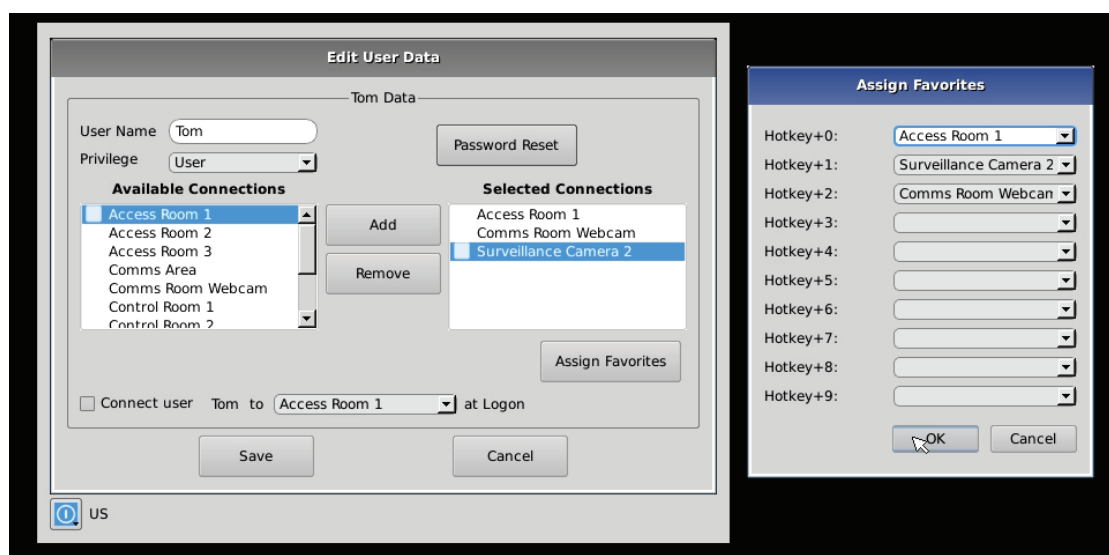 Edit User Data
Tom Data
User Name Tom
Privilege User
Password Reset
Available Connections
Access Room 1
Access Room 2
Access Room 3
Comms Area
Comms Room Webcam
Control Room 1
Control Room 2
Add
Remove
Selected Connections
Access Room 1
Comms Room Webcam
Surveillance Camera 2
Assign Favorites
Connect user Tom to Access Room 1 at Logon
Save Cancel
US
Assign Favorites
Hotkey+0: Access Room 1
Hotkey+1: Surveillance Camera 2
Hotkey+2: Comms Room Webcan
Hotkey+3:
Hotkey+4:
Hotkey+5:
Hotkey+6:
Hotkey+7:
Hotkey+8:
Hotkey+9:
OK Cancel